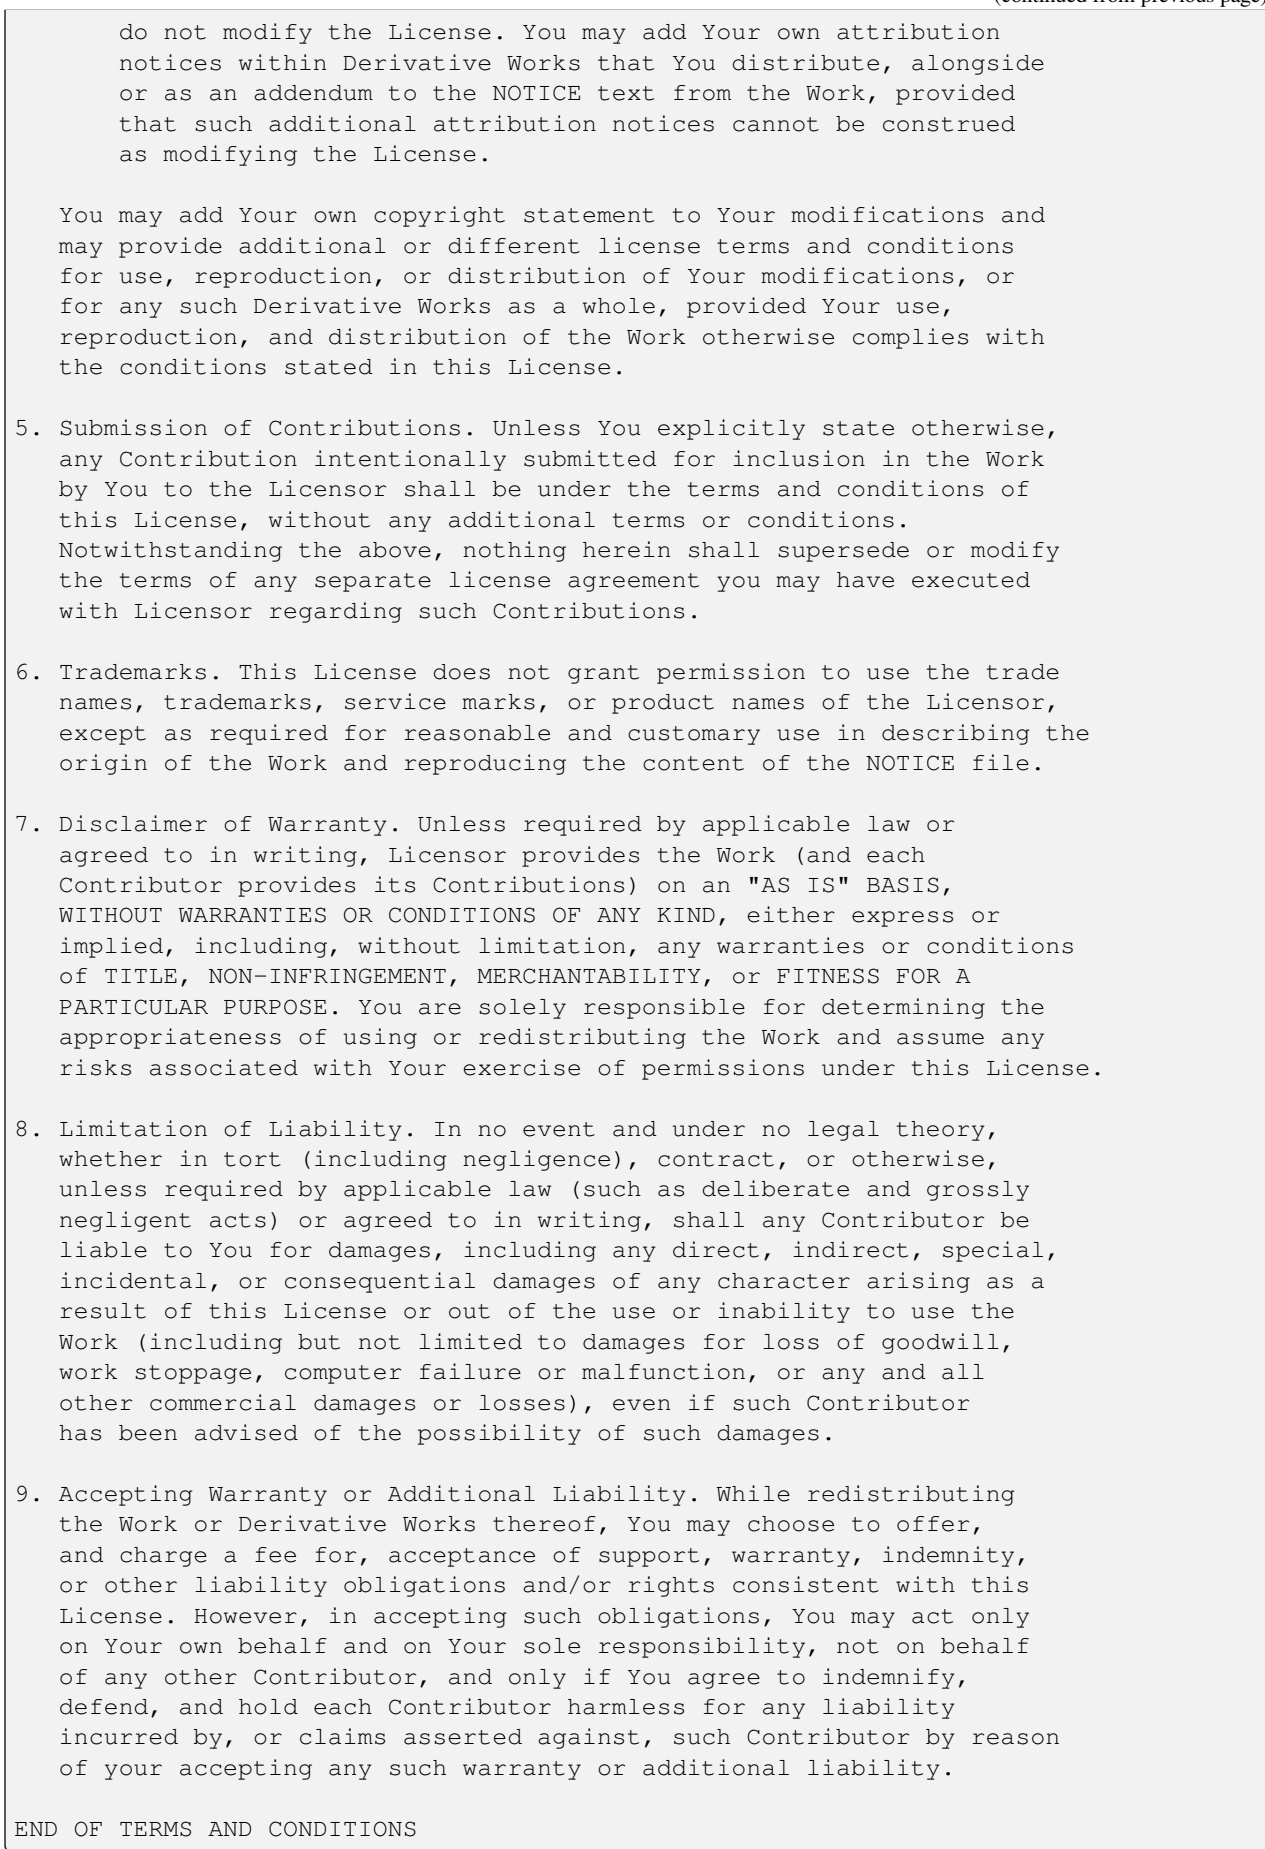 (continued from previous page)
do not modify the License. You may add Your own attribution
notices within Derivative Works that You distribute, alongside
or as an addendum to the NOTICE text from the Work, provided
that such additional attribution notices cannot be construed
as modifying the License.
You may add Your own copyright statement to Your modifications and
may provide additional or different license terms and conditions
for use, reproduction, or distribution of Your modifications, or
for any such Derivative Works as a whole, provided Your use,
reproduction, and distribution of the Work otherwise complies with
the conditions stated in this License.
5. Submission of Contributions. Unless You explicitly state otherwise,
any Contribution intentionally submitted for inclusion in the Work
by You to the Licensor shall be under the terms and conditions of
this License, without any additional terms or conditions.
Notwithstanding the above, nothing herein shall supersede or modify
the terms of any separate license agreement you may have executed
with Licensor regarding such Contributions.
6. Trademarks. This License does not grant permission to use the trade
names, trademarks, service marks, or product names of the Licensor,
except as required for reasonable and customary use in describing the
origin of the Work and reproducing the content of the NOTICE file.
7. Disclaimer of Warranty. Unless required by applicable law or
agreed to in writing, Licensor provides the Work (and each
Contributor provides its Contributions) on an "AS IS" BASIS,
WITHOUT WARRANTIES OR CONDITIONS OF ANY KIND, either express or
implied, including, without limitation, any warranties or conditions
of TITLE, NON-INFRINGEMENT, MERCHANTABILITY, or FITNESS FOR A
PARTICULAR PURPOSE. You are solely responsible for determining the
appropriateness of using or redistributing the Work and assume any
risks associated with Your exercise of permissions under this License.
8. Limitation of Liability. In no event and under no legal theory,
whether in tort (including negligence), contract, or otherwise,
unless required by applicable law (such as deliberate and grossly
negligent acts) or agreed to in writing, shall any Contributor be
liable to You for damages, including any direct, indirect, special,
incidental, or consequential damages of any character arising as a
result of this License or out of the use or inability to use the
Work (including but not limited to damages for loss of goodwill,
work stoppage, computer failure or malfunction, or any and all
other commercial damages or losses), even if such Contributor
has been advised of the possibility of such damages.
9. Accepting Warranty or Additional Liability. While redistributing
the Work or Derivative Works thereof, You may choose to offer,
and charge a fee for, acceptance of support, warranty, indemnity,
or other liability obligations and/or rights consistent with this
License. However, in accepting such obligations, You may act only
on Your own behalf and on Your sole responsibility, not on behalf
of any other Contributor, and only if You agree to indemnify,
defend, and hold each Contributor harmless for any liability
incurred by, or claims asserted against, such Contributor by reason
of your accepting any such warranty or additional liability.
END OF TERMS AND CONDITIONS